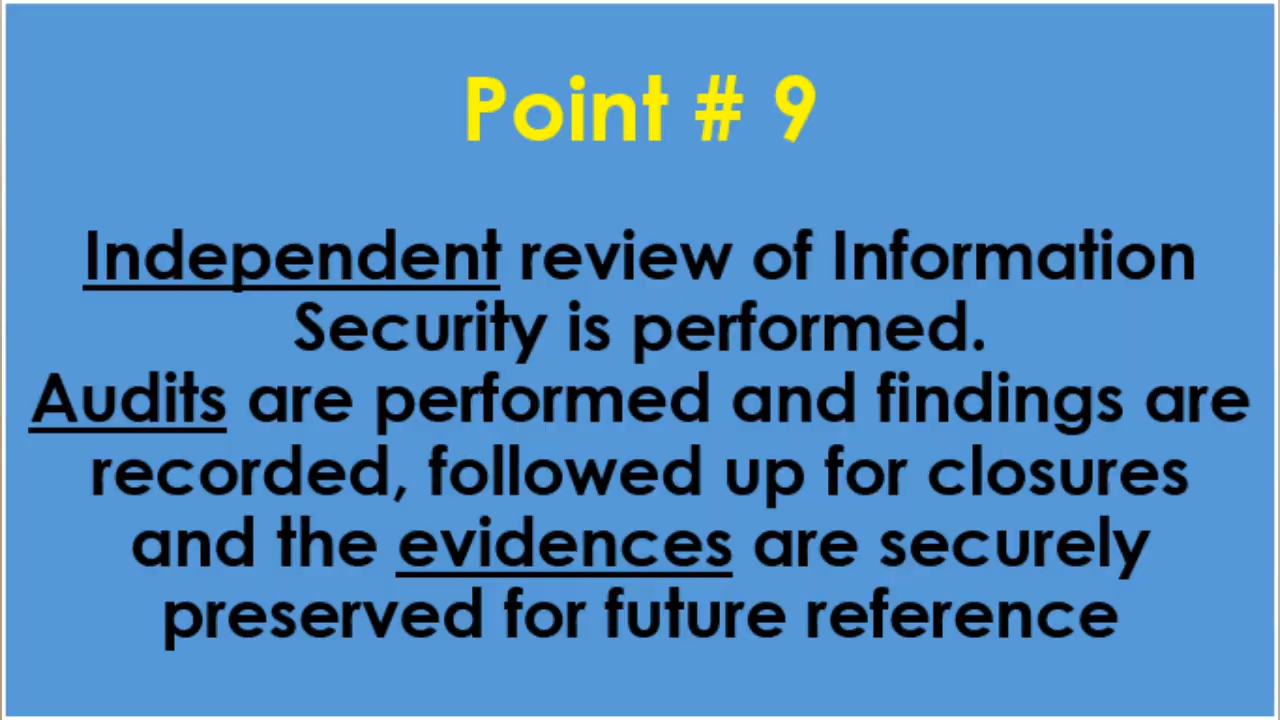 Point # 9
Independent review of Information
Security is performed.
Audits are performed and findings are
recorded, followed up for closures
and the evidences are securely
preserved for future reference